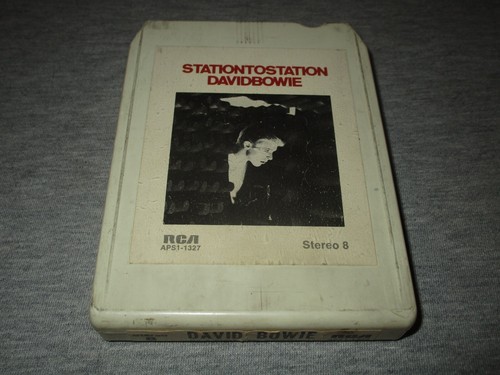 STATIONTOSTATION
DAVIDBOWIE
RCA
APS1-1327
Stereo 8
DAVID BOWIE